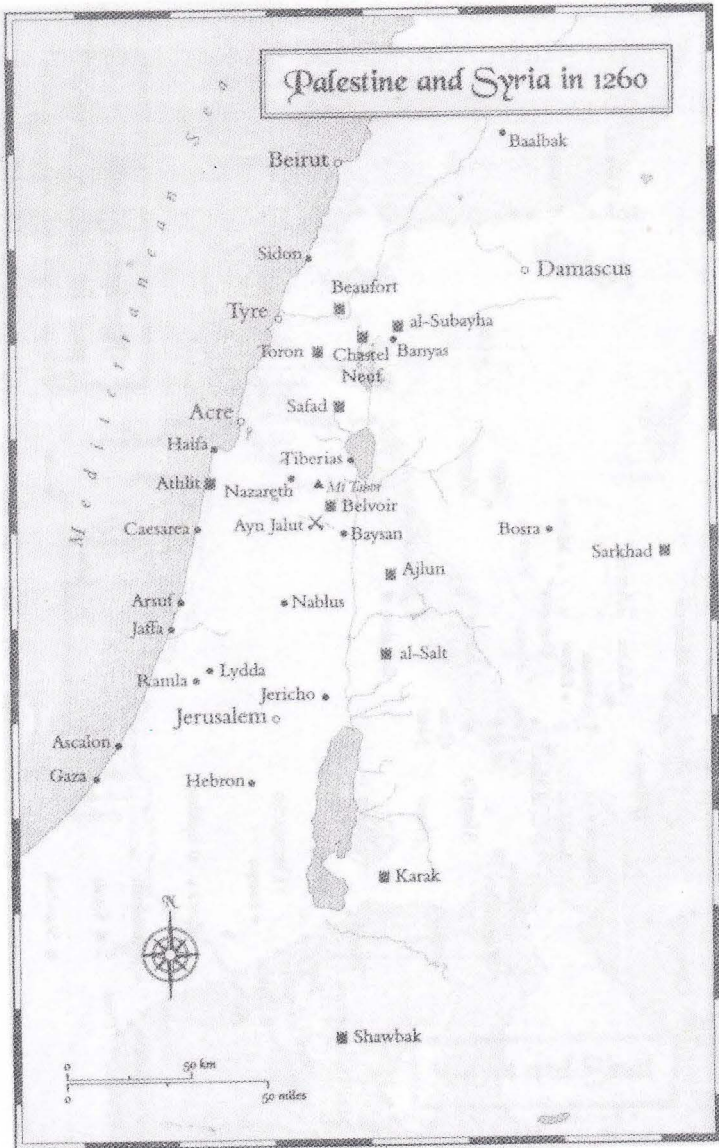 Palestine and Syria in 1260
Mediterranean Sea
Baalbak
Beirut
Sidon
Damascus
Beaufort
Tyre
al-Subayha
Toron
Chastel
Neuf
Banyas
Safad
Acre
Haifa
Tiberias
Athlit
Nazareth
Mt Tabor
Belvoir
Caesarea
Ayn Jalut
Baysan
Bosra
Sarkhad
Ajlun
Arsuf
Nablus
Jaffa
al-Salt
Lydda
Ramla
Jericho
Jerusalem
Ascalon
Gaza
Hebron
Karak
N
Shawbak
0 50 km
0 50 miles